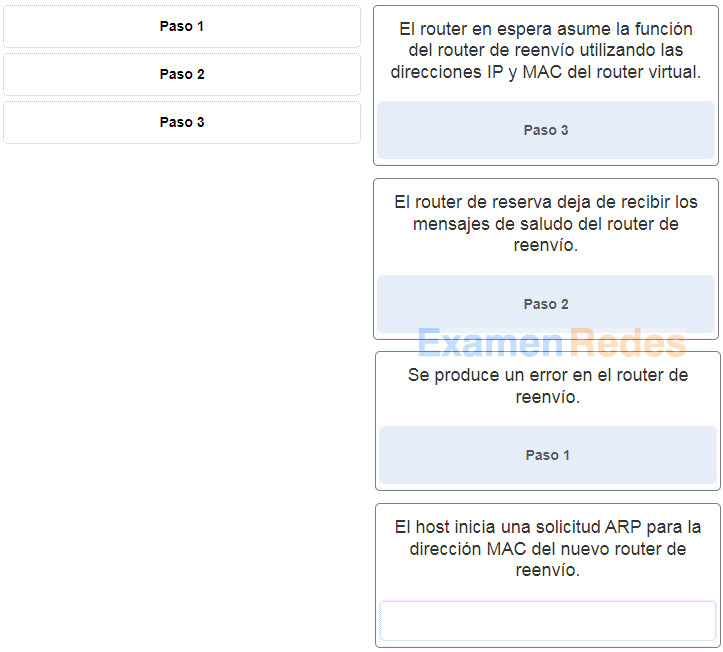 Paso 1
Paso 2
Paso 3
El router en espera asume la función
del router de reenvío utilizando las
direcciones IP y MAC del router virtual.
Paso 3
El router de reserva deja de recibir los
mensajes de saludo del router de
reenvío.
Paso 2
Examen Redes
Se produce un error en el router de
reenvío.
Paso 1
El host inicia una solicitud ARP para la
dirección MAC del nuevo router de
reenvío.